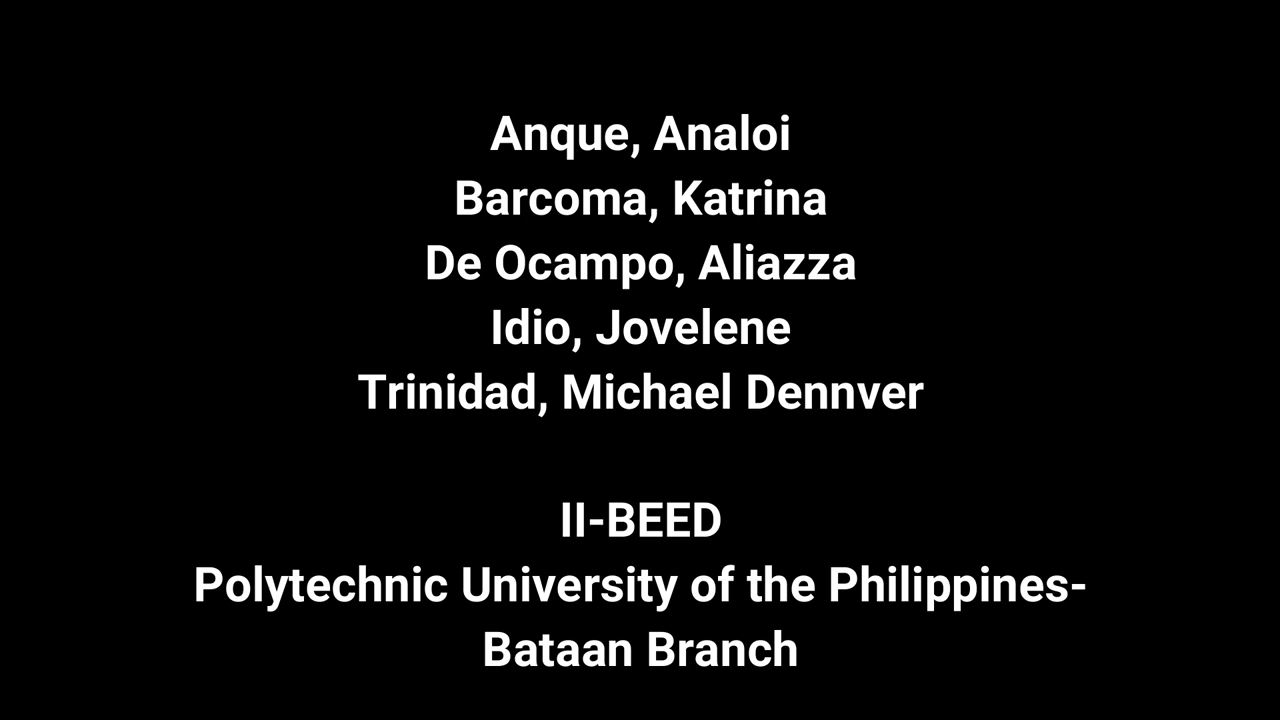 Anque, Analoi
Barcoma, Katrina
De Ocampo, Aliazza
Idio, Jovelene
Trinidad, Michael Dennver
II-BEED
Polytechnic University of the Philippines-
Bataan Branch